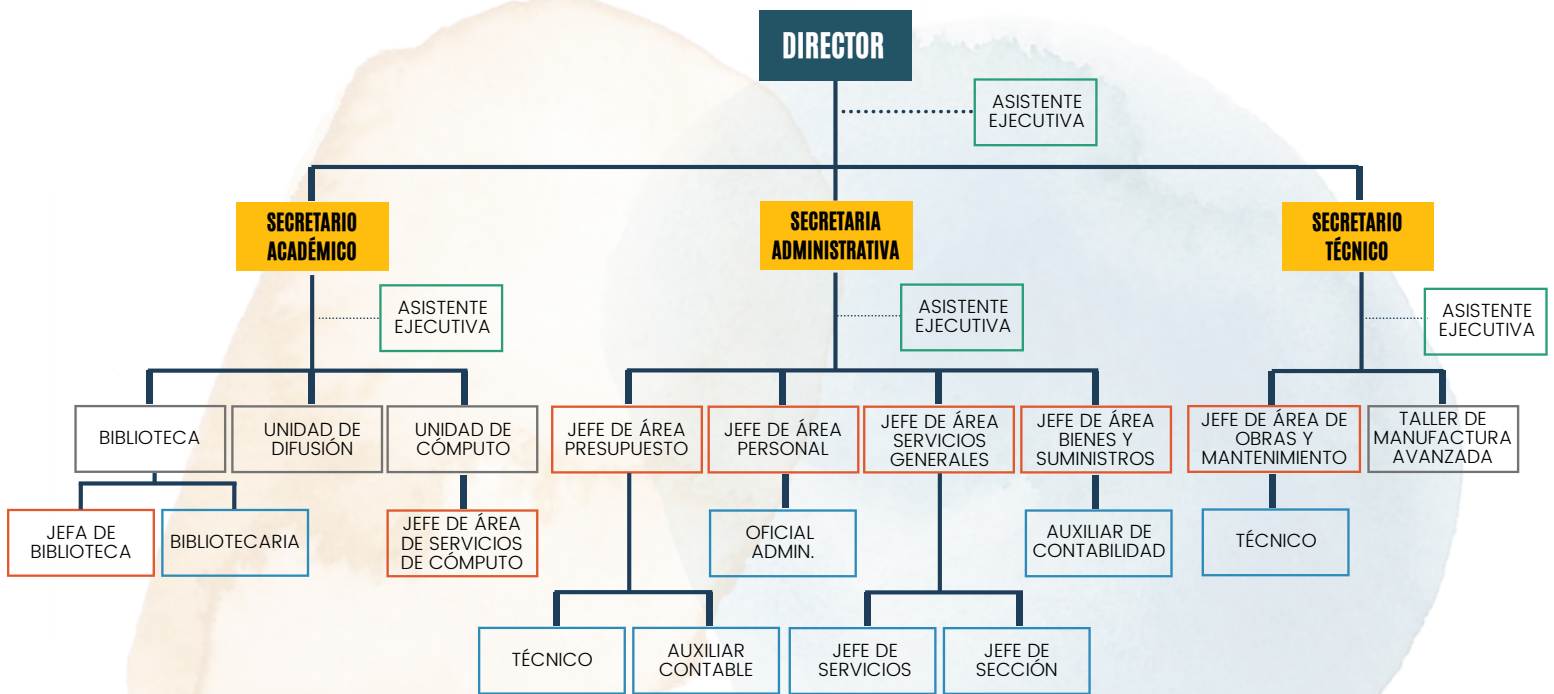 DIRECTOR
ASISTENTE
EJECUTIVA
SECRETARIO
ACADÉMICO
SECRETARIA
ADMINISTRATIVA
SECRETARIO
TÉCNICO
ASISTENTE
EJECUTIVA
ASISTENTE
EJECUTIVA
ASISTENTE
EJECUTIVA
BIBLIOTECA
UNIDAD DE
DIFUSIÓN
UNIDAD DE
CÓMPUTO
JEFE DE ÁREA
PRESUPUESTO
JEFE DE ÁREA
PERSONAL
JEFE DE ÁREA
SERVICIOS
GENERALES
JEFE DE ÁREA
BIENES Y
SUMINISTROS
JEFE DE ÁREA DE
OBRAS Y
MANTENIMIENTO
TALLER DE
MANUFACTURA
AVANZADA
JEFA DE
BIBLIOTECA
BIBLIOTECARIA
JEFE DE ÁREA
DE SERVICIOS
DE CÓMPUTO
OFICIAL
ADMIN.
AUXILIAR DE
CONTABILIDAD
TÉCNICO
TÉCNICO
AUXILIAR
CONTABLE
JEFE DE
SERVICIOS
JEFE DE
SECCIÓN